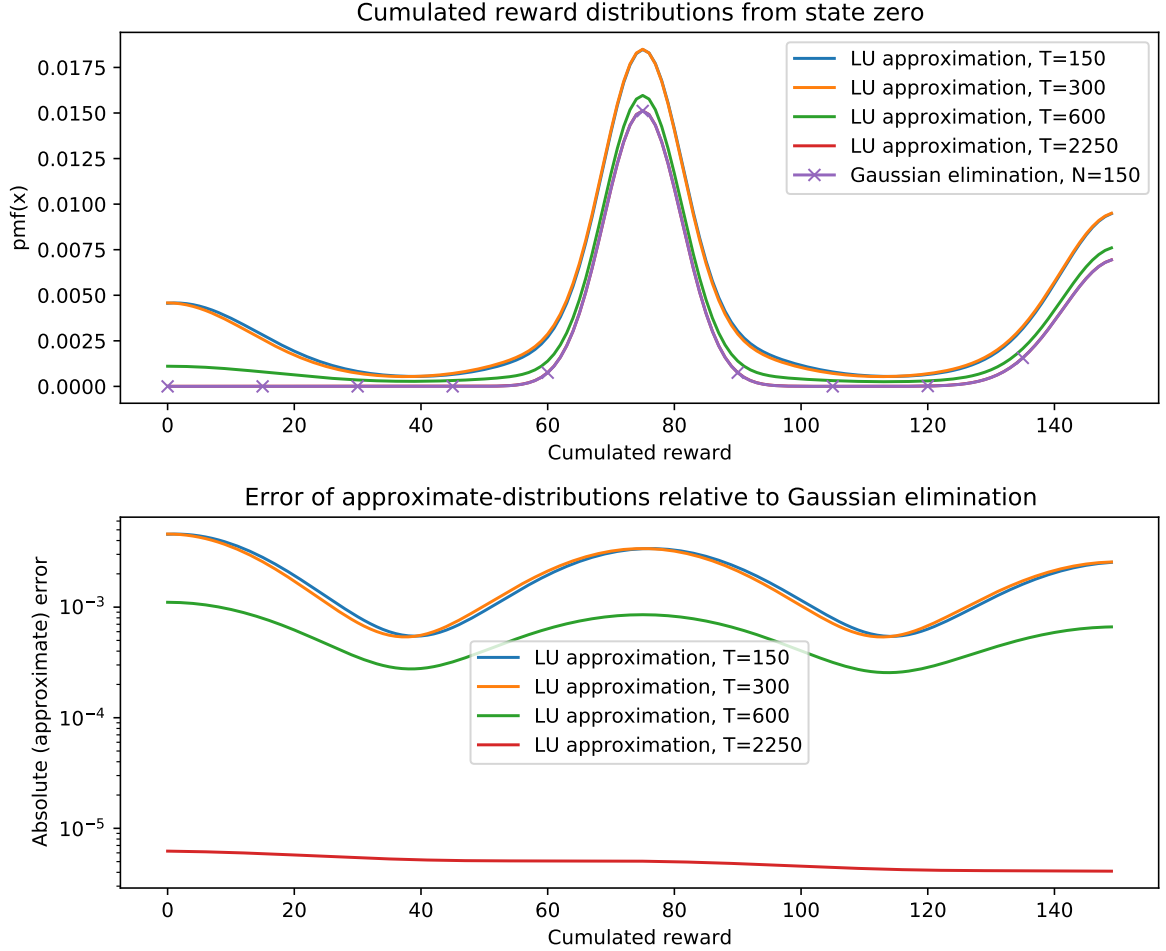 Cumulated reward distributions from state zero
pmf(x)
0.0175
0.0150
0.0125
0.0100
0.0075
0.0050
0.0025
0.0000
LU approximation, T=150
LU approximation, T=300
LU approximation, T=600
LU approximation, T=2250
Gaussian elimination, N=150
0 20 40 60 80 100 120 140
Cumulated reward
Error of approximate-distributions relative to Gaussian elimination
Absolute (approximate) error
10⁻³
10⁻⁴
10⁻⁵
LU approximation, T=150
LU approximation, T=300
LU approximation, T=600
LU approximation, T=2250
0 20 40 60 80 100 120 140
Cumulated reward